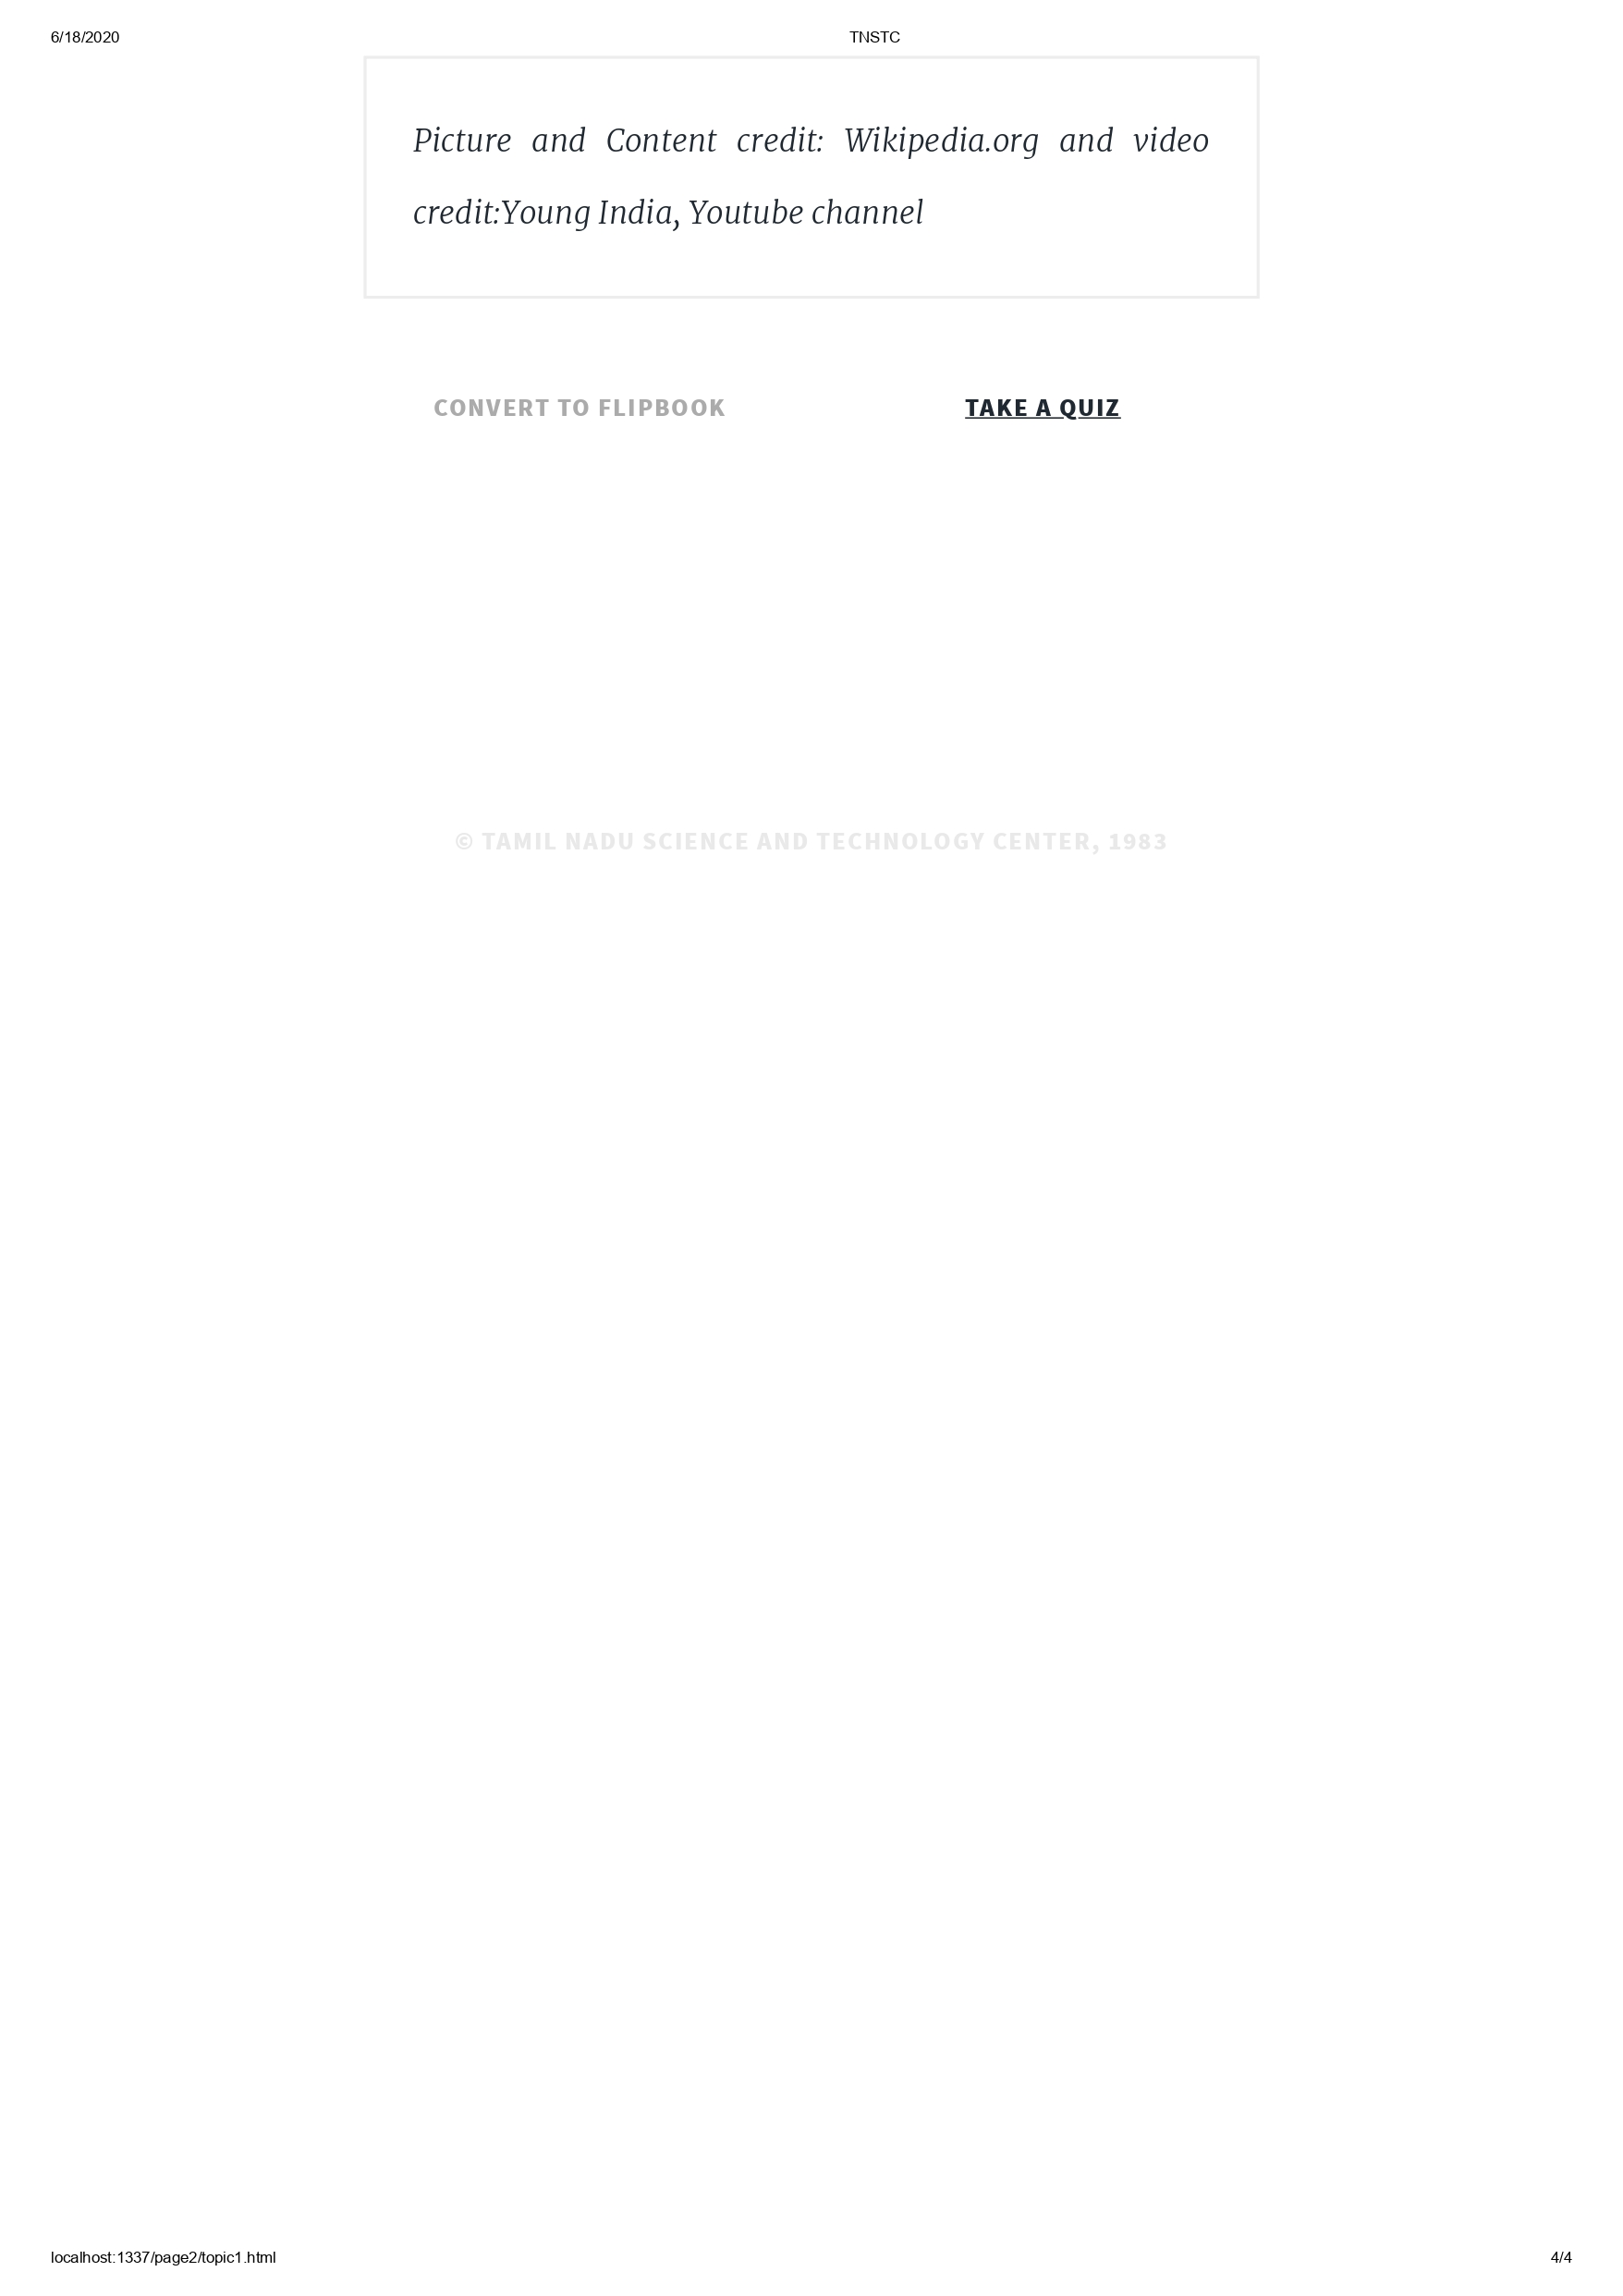 6/18/2020 TNSTC
Picture and Content credit: Wikipedia.org and video
credit:Young India, Youtube channel
CONVERT TO FLIPBOOK TAKE A QUIZ
© TAMIL NADU SCIENCE AND TECHNOLOGY CENTER, 1983
localhost:1337/page2/topic1.html 4/4